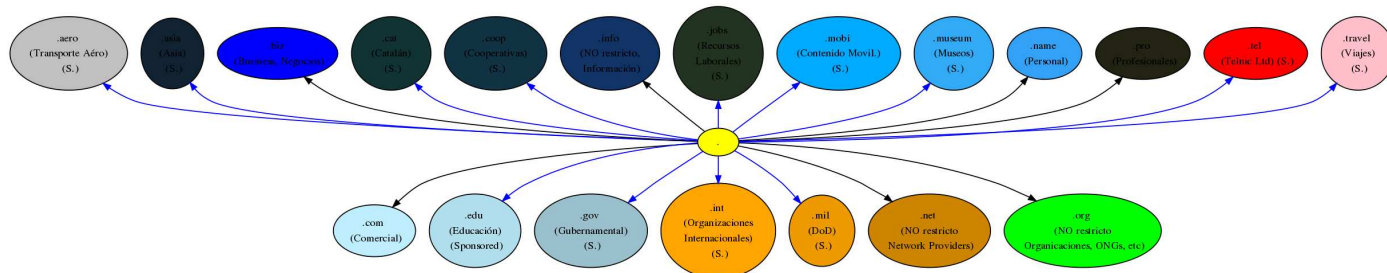 .aero
(Transporte Aéro)
(S.)
.asia
(Asia)
(S.)
.biz
(Business, Negocios)
.cat
(Catalán)
(S.)
.coop
(Cooperativas)
(S.)
.info
(NO restricto,
Información)
.jobs
(Recursos
Laborales)
(S.)
.mobi
(Contenido Movil.)
(S.)
.museum
(Museos)
(S.)
.name
(Personal)
.pro
(Profesionales)
.tel
(Telnic Ltd) (S.)
.travel
(Viajes)
(S.)
.
.com
(Comercial)
.edu
(Educación)
(Sponsored)
.gov
(Gubernamental)
(S.)
.int
(Organizaciones
Internacionales)
(S.)
.mil
(DoD)
(S.)
.net
(NO restricto
Network Providers)
.org
(NO restricto
Organicaciones, ONGs, etc)